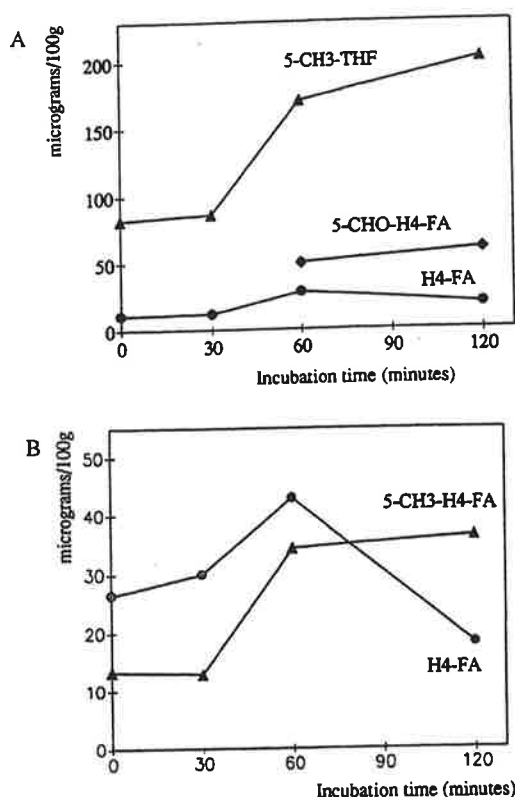 A
micrograms/100g
200
150
100
50
0
5-CH3-THF
5-CHO-H4-FA
H4-FA
0 30 60 90 120
Incubation time (minutes)
B
micrograms/100g
50
40
30
20
10
0
5-CH3-H4-FA
H4-FA
0 30 60 90 120
Incubation time (minutes)